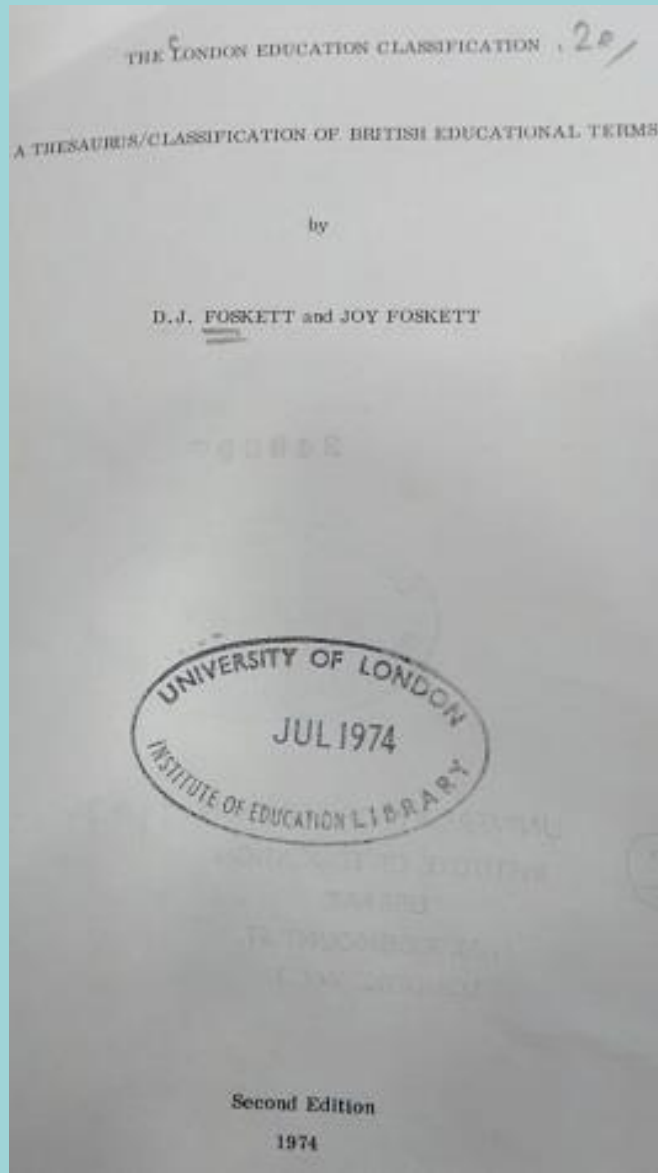 THE LONDON EDUCATION CLASSIFICATION
A THESAURUS/CLASSIFICATION OF BRITISH EDUCATIONAL TERMS
by
D.J. FOSKETT and JOY FOSKETT
UNIVERSITY OF LONDON
JUL 1974
INSTITUTE OF EDUCATION LIBRARY
Second Edition
1974